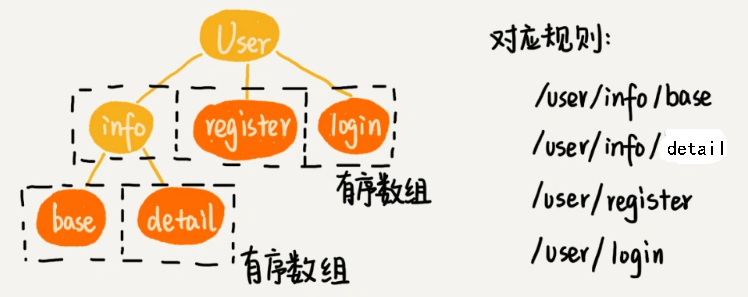 User
对应规则:
info
register
login
/user/info/base
/user/info/detail
有序数组
base
detail
/user/register
有序数组
/user/login